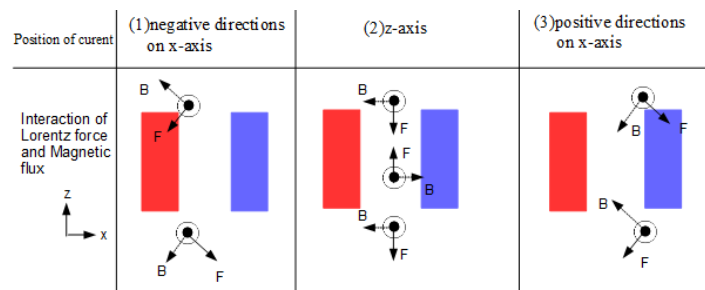 Position of curent
(1)negative directions
on x-axis
(2)z-axis
(3)positive directions
on x-axis
Interaction of
Lorentz force
and Magnetic
flux
z
x
B
F
B
F
B
F
F
B
B
F
B
F
B
F